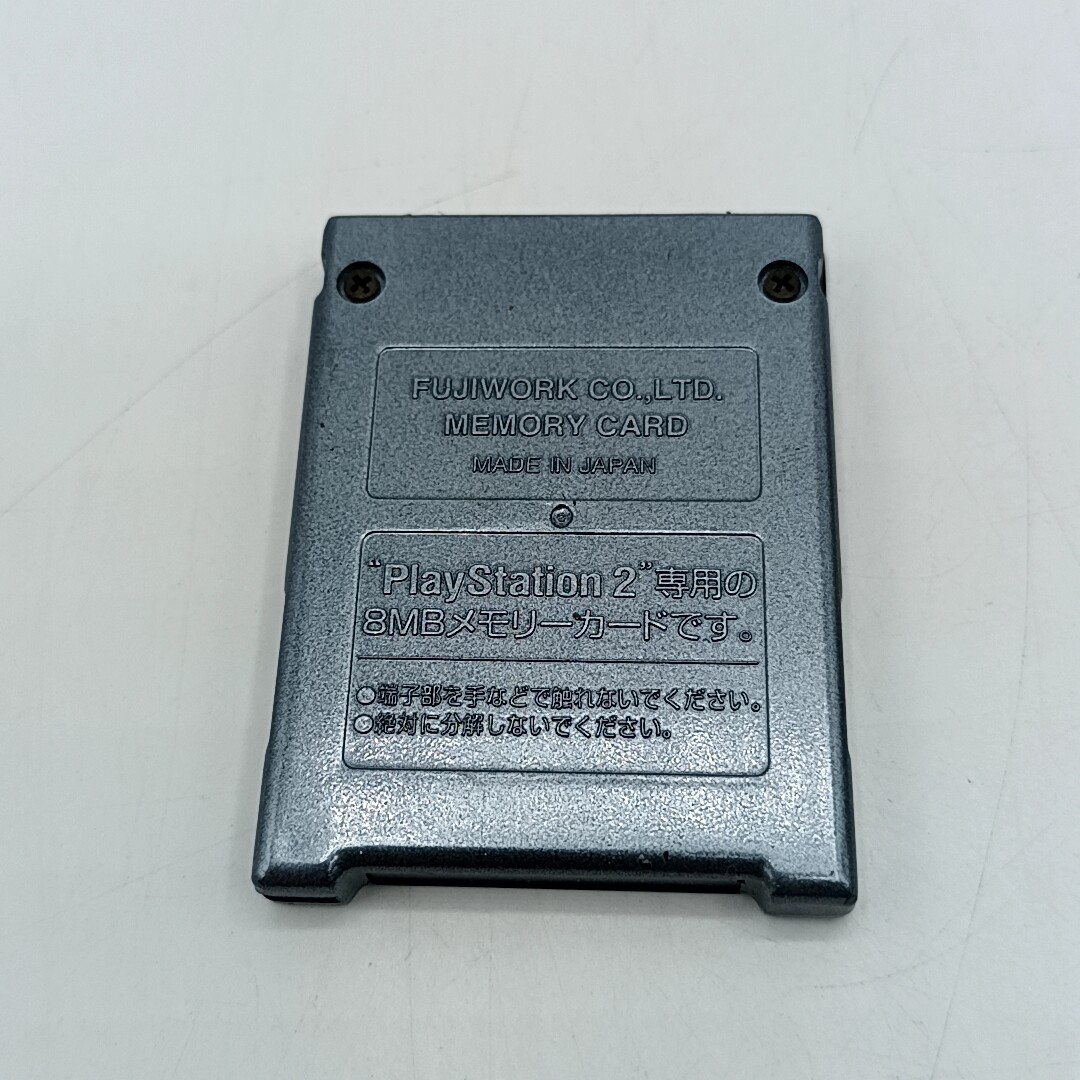 FUJIWORK CO.,LTD.
MEMORY CARD
MADE IN JAPAN
“PlayStation 2”専用の
8MBメモリーカードです。
○端子部を手などで触れないでください。
○絶対に分解しないでください。